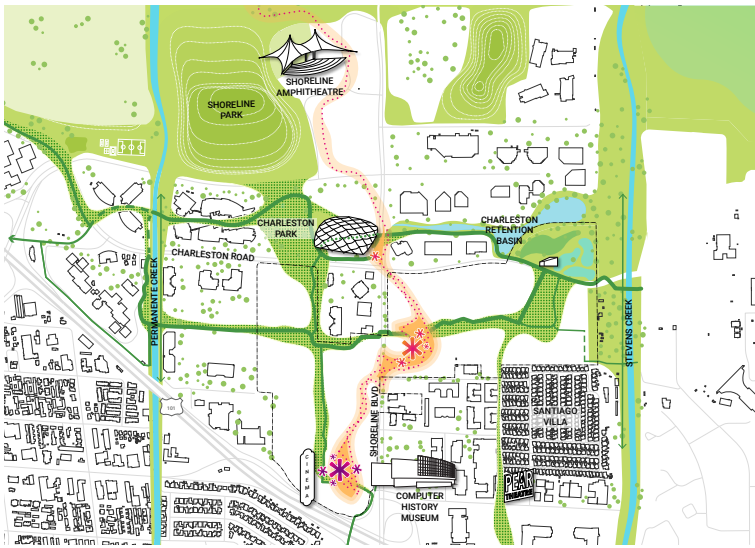 SHORELINE
AMPHITHEATRE
SHORELINE
PARK
CHARLESTON
PARK
CHARLESTON
RETENTION
BASIN
CHARLESTON ROAD
PERMANENTE CREEK
STEVENS CREEK
SHORELINE BLVD
101
SANTIAGO
VILLA
CINEMA
PEAR
THEATRE
COMPUTER
HISTORY
MUSEUM